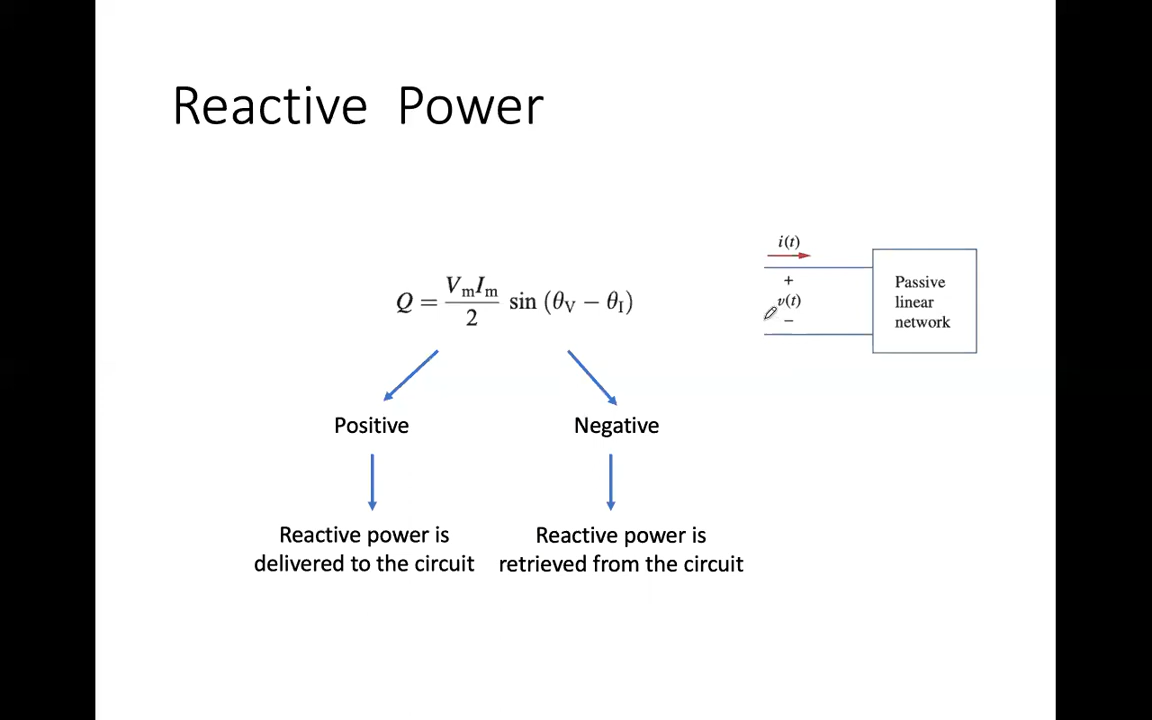 Reactive Power
i(t)
+
v(t)
−
Passive
linear
network
Q = VmIm / 2 sin (θV − θI)
Positive
Negative
Reactive power is
delivered to the circuit
Reactive power is
retrieved from the circuit